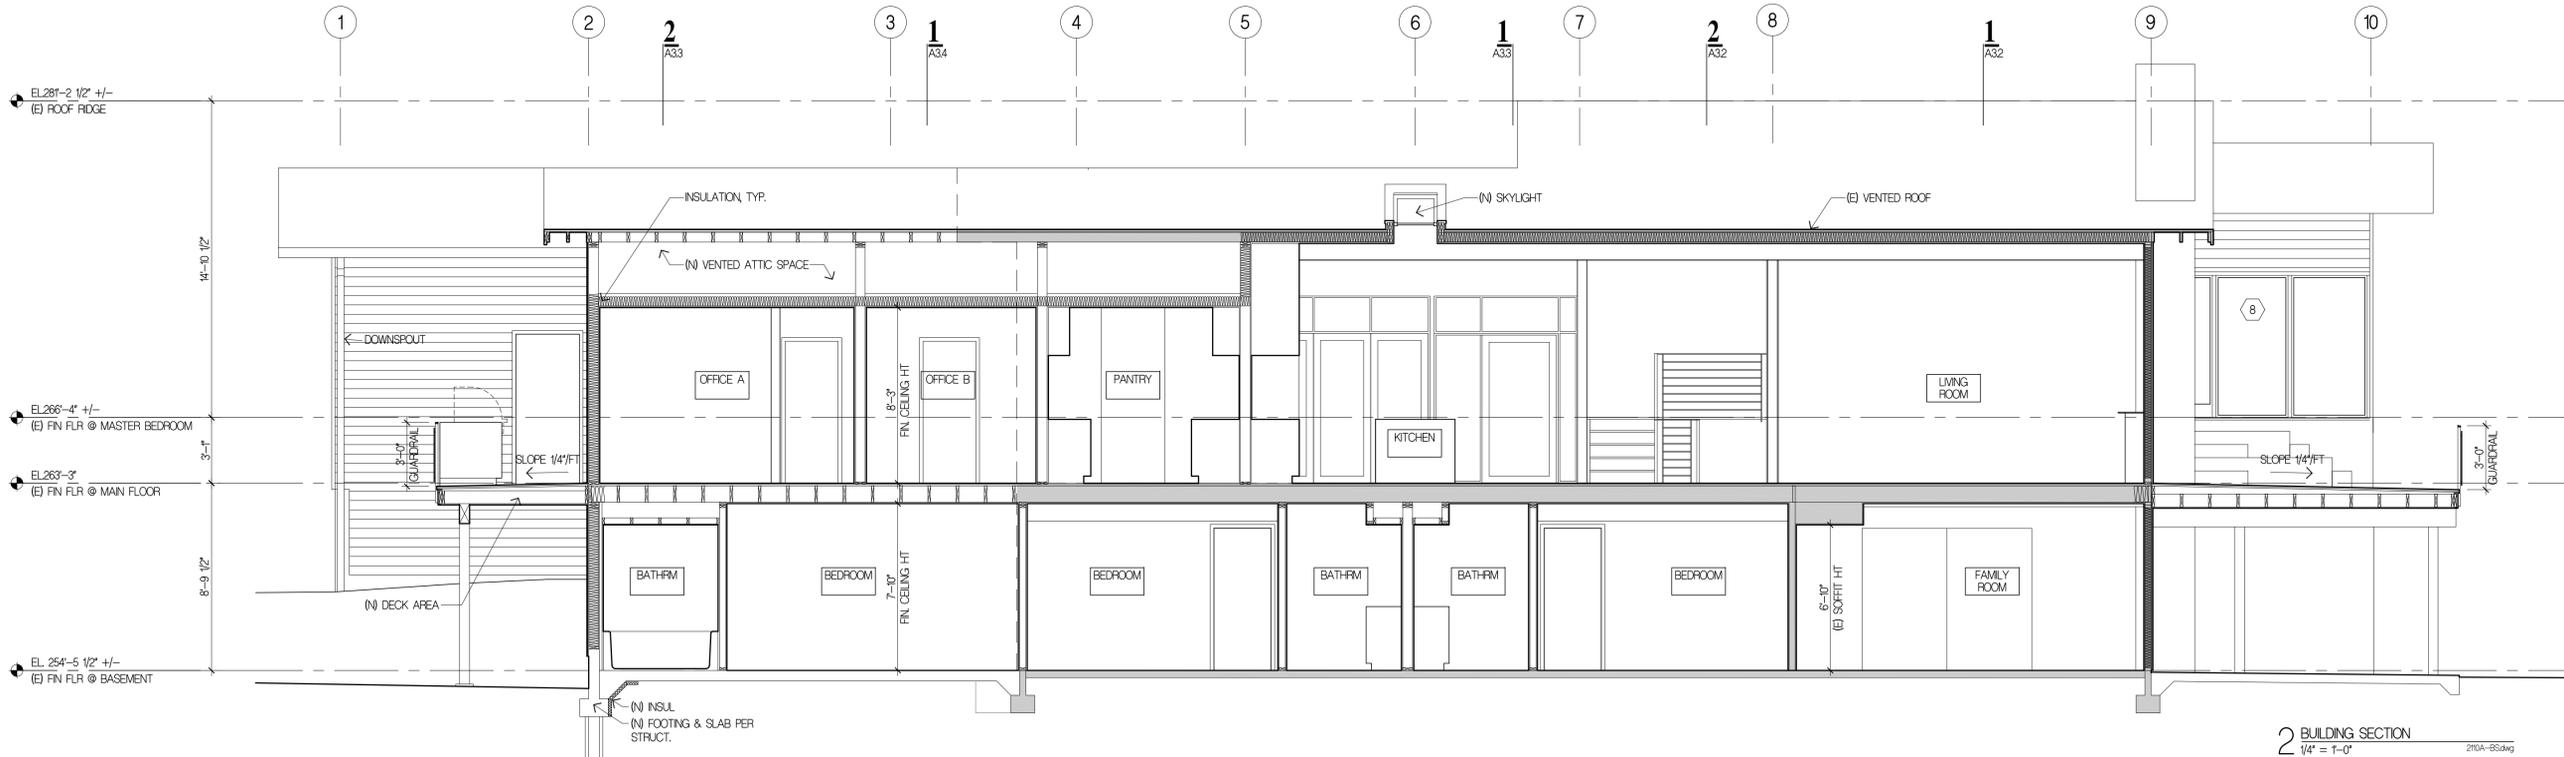 1
2
3
4
5
6
7
8
9
10
2
A3.3
1
A3.4
1
A3.3
2
A3.2
1
A3.2
EL.281'-2 1/2" +/-
(E) ROOF RIDGE
14'-10 1/2"
INSULATION, TYP.
(N) SKYLIGHT
(E) VENTED ROOF
(N) VENTED ATTIC SPACE
DOWNSPOUT
8
OFFICE A
8'-3"
FIN. CEILING HT
OFFICE B
PANTRY
LIVING
ROOM
KITCHEN
EL.266'-4" +/-
(E) FIN FLR @ MASTER BEDROOM
3'-1"
3'-0"
GUARDRAIL
SLOPE 1/4"/FT
SLOPE 1/4"/FT
3'-0"
GUARDRAIL
EL.263'-3"
(E) FIN FLR @ MAIN FLOOR
8'-9 1/2"
(N) DECK AREA
BATHRM
BEDROOM
7'-10"
FIN. CEILING HT
BEDROOM
BATHRM
BATHRM
BEDROOM
6'-10"
(E) SOFFIT HT
FAMILY
ROOM
EL. 254'-5 1/2" +/-
(E) FIN FLR @ BASEMENT
(N) INSUL
(N) FOOTING & SLAB PER
STRUCT.
2 BUILDING SECTION
1/4" = 1'-0"
2110A-BS.dwg